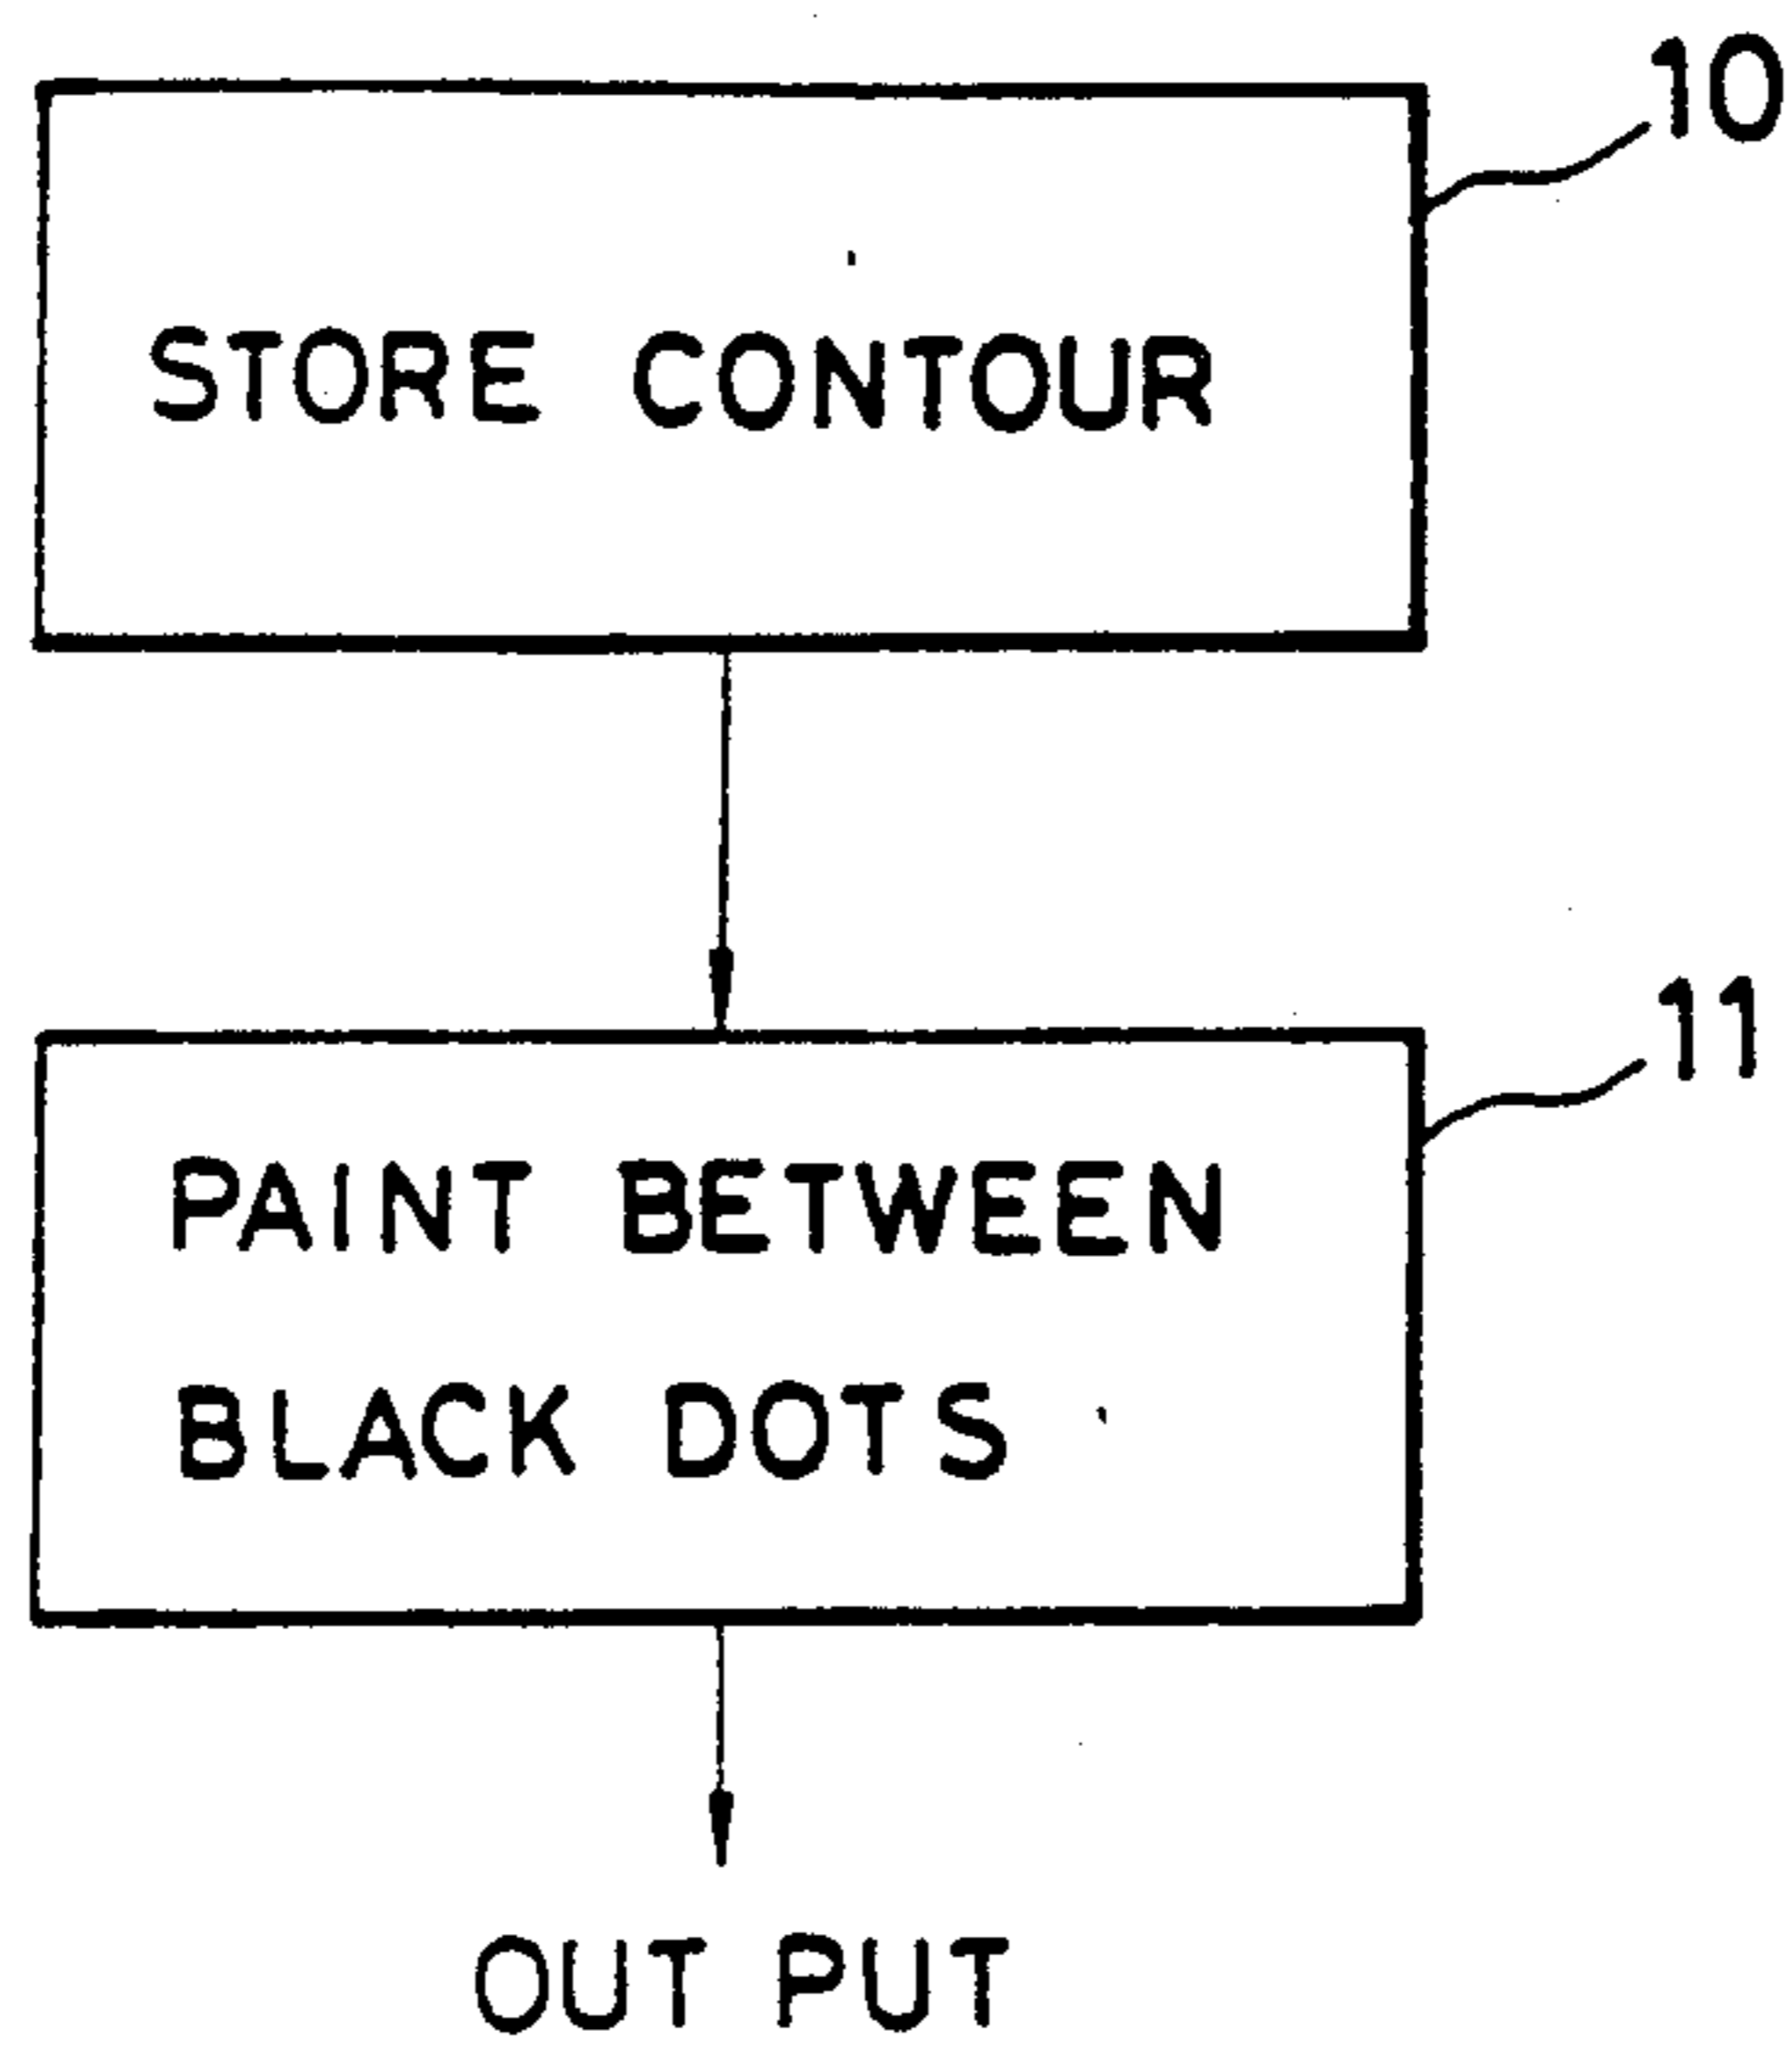 10
STORE CONTOUR
11
PAINT BETWEEN
BLACK DOTS
OUT PUT